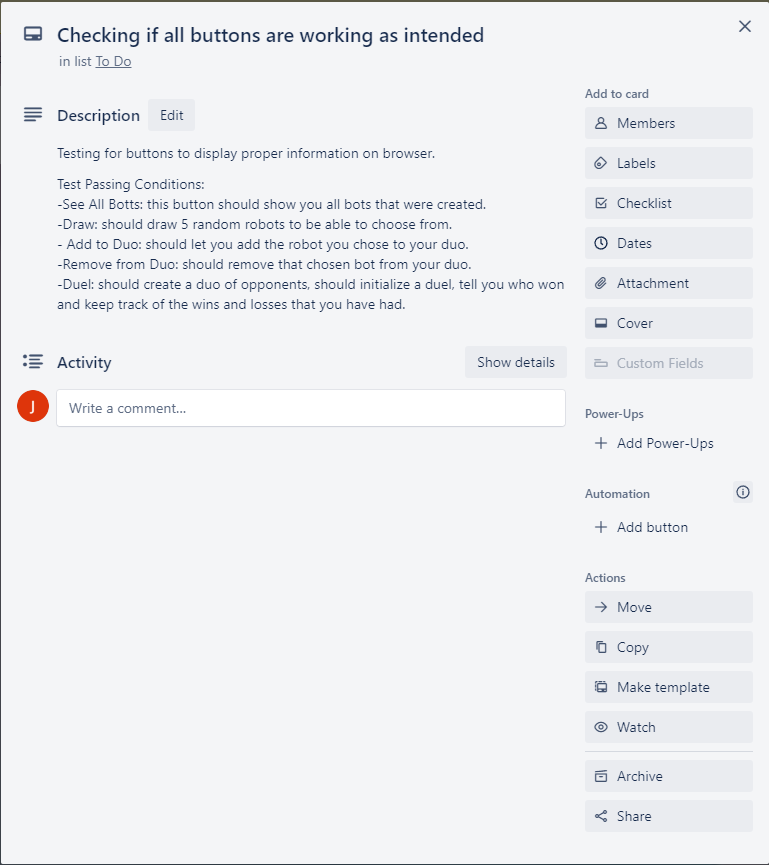 Checking if all buttons are working as intended
in list To Do
Description
Edit
Testing for buttons to display proper information on browser.
Test Passing Conditions:
-See All Botts: this button should show you all bots that were created.
-Draw: should draw 5 random robots to be able to choose from.
- Add to Duo: should let you add the robot you chose to your duo.
-Remove from Duo: should remove that chosen bot from your duo.
-Duel: should create a duo of opponents, should initialize a duel, tell you who won
and keep track of the wins and losses that you have had.
Activity
Show details
J
Write a comment...
Add to card
Members
Labels
Checklist
Dates
Attachment
Cover
Custom Fields
Power-Ups
+ Add Power-Ups
Automation
+ Add button
Actions
Move
Copy
Make template
Watch
Archive
Share